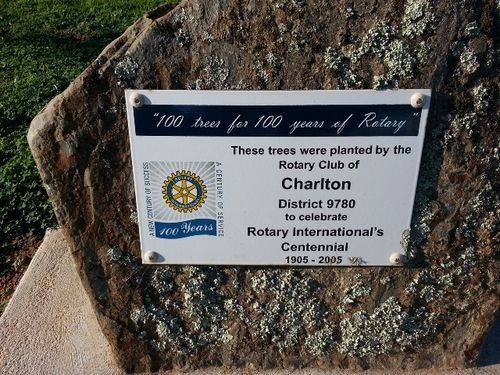 "100 trees for 100 years of Rotary"
These trees were planted by the
Rotary Club of
Charlton
District 9780
to celebrate
Rotary International's
Centennial
1905 - 2005
A NEW CENTURY OF SUCCESS
A CENTURY OF SERVICE
100 Years